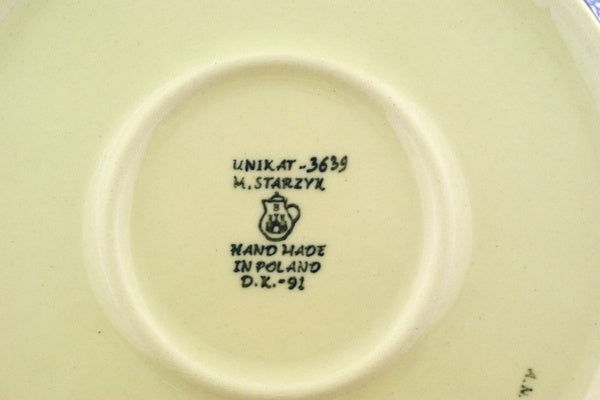 UNIKAT-3639
M. STARZYK
B
HAND MADE
IN POLAND
D.K.-91
A.N.